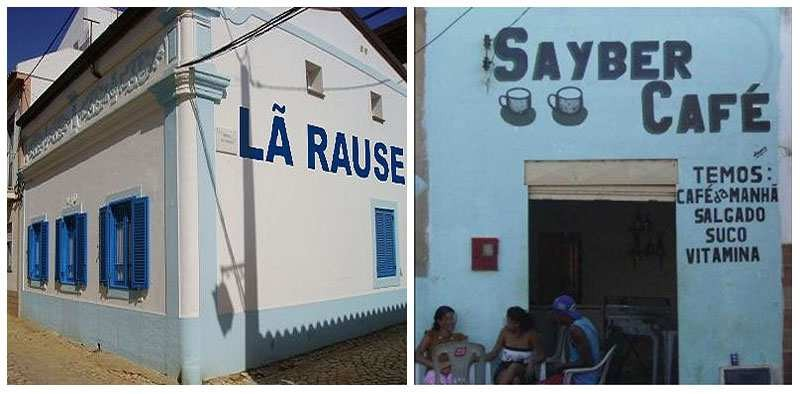 LÃ RAUSE
SAYBER
CAFÉ
TEMOS:
CAFÉ da MANHÃ
SALGADO
SUCO
VITAMINA